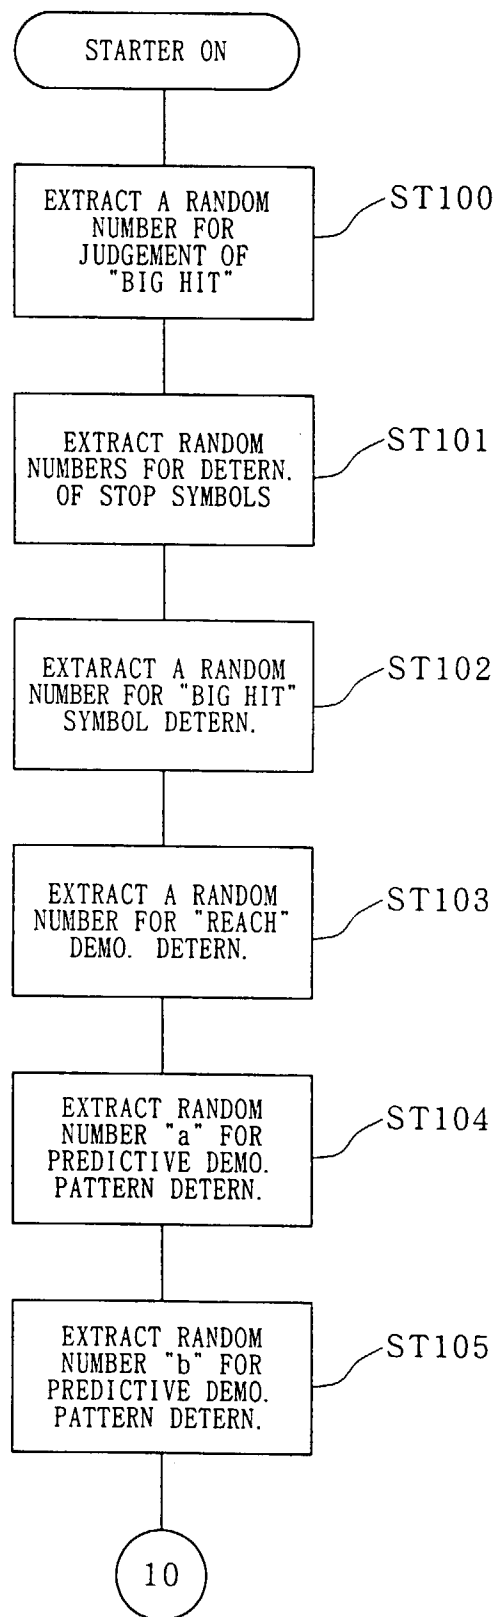 STARTER ON
EXTRACT A RANDOM
NUMBER FOR
JUDGEMENT OF
"BIG HIT"
ST100
EXTRACT RANDOM
NUMBERS FOR DETERN.
OF STOP SYMBOLS
ST101
EXTARACT A RANDOM
NUMBER FOR "BIG HIT"
SYMBOL DETERN.
ST102
EXTRACT A RANDOM
NUMBER FOR "REACH"
DEMO. DETERN.
ST103
EXTRACT RANDOM
NUMBER "a" FOR
PREDICTIVE DEMO.
PATTERN DETERN.
ST104
EXTRACT RANDOM
NUMBER "b" FOR
PREDICTIVE DEMO.
PATTERN DETERN.
ST105
10